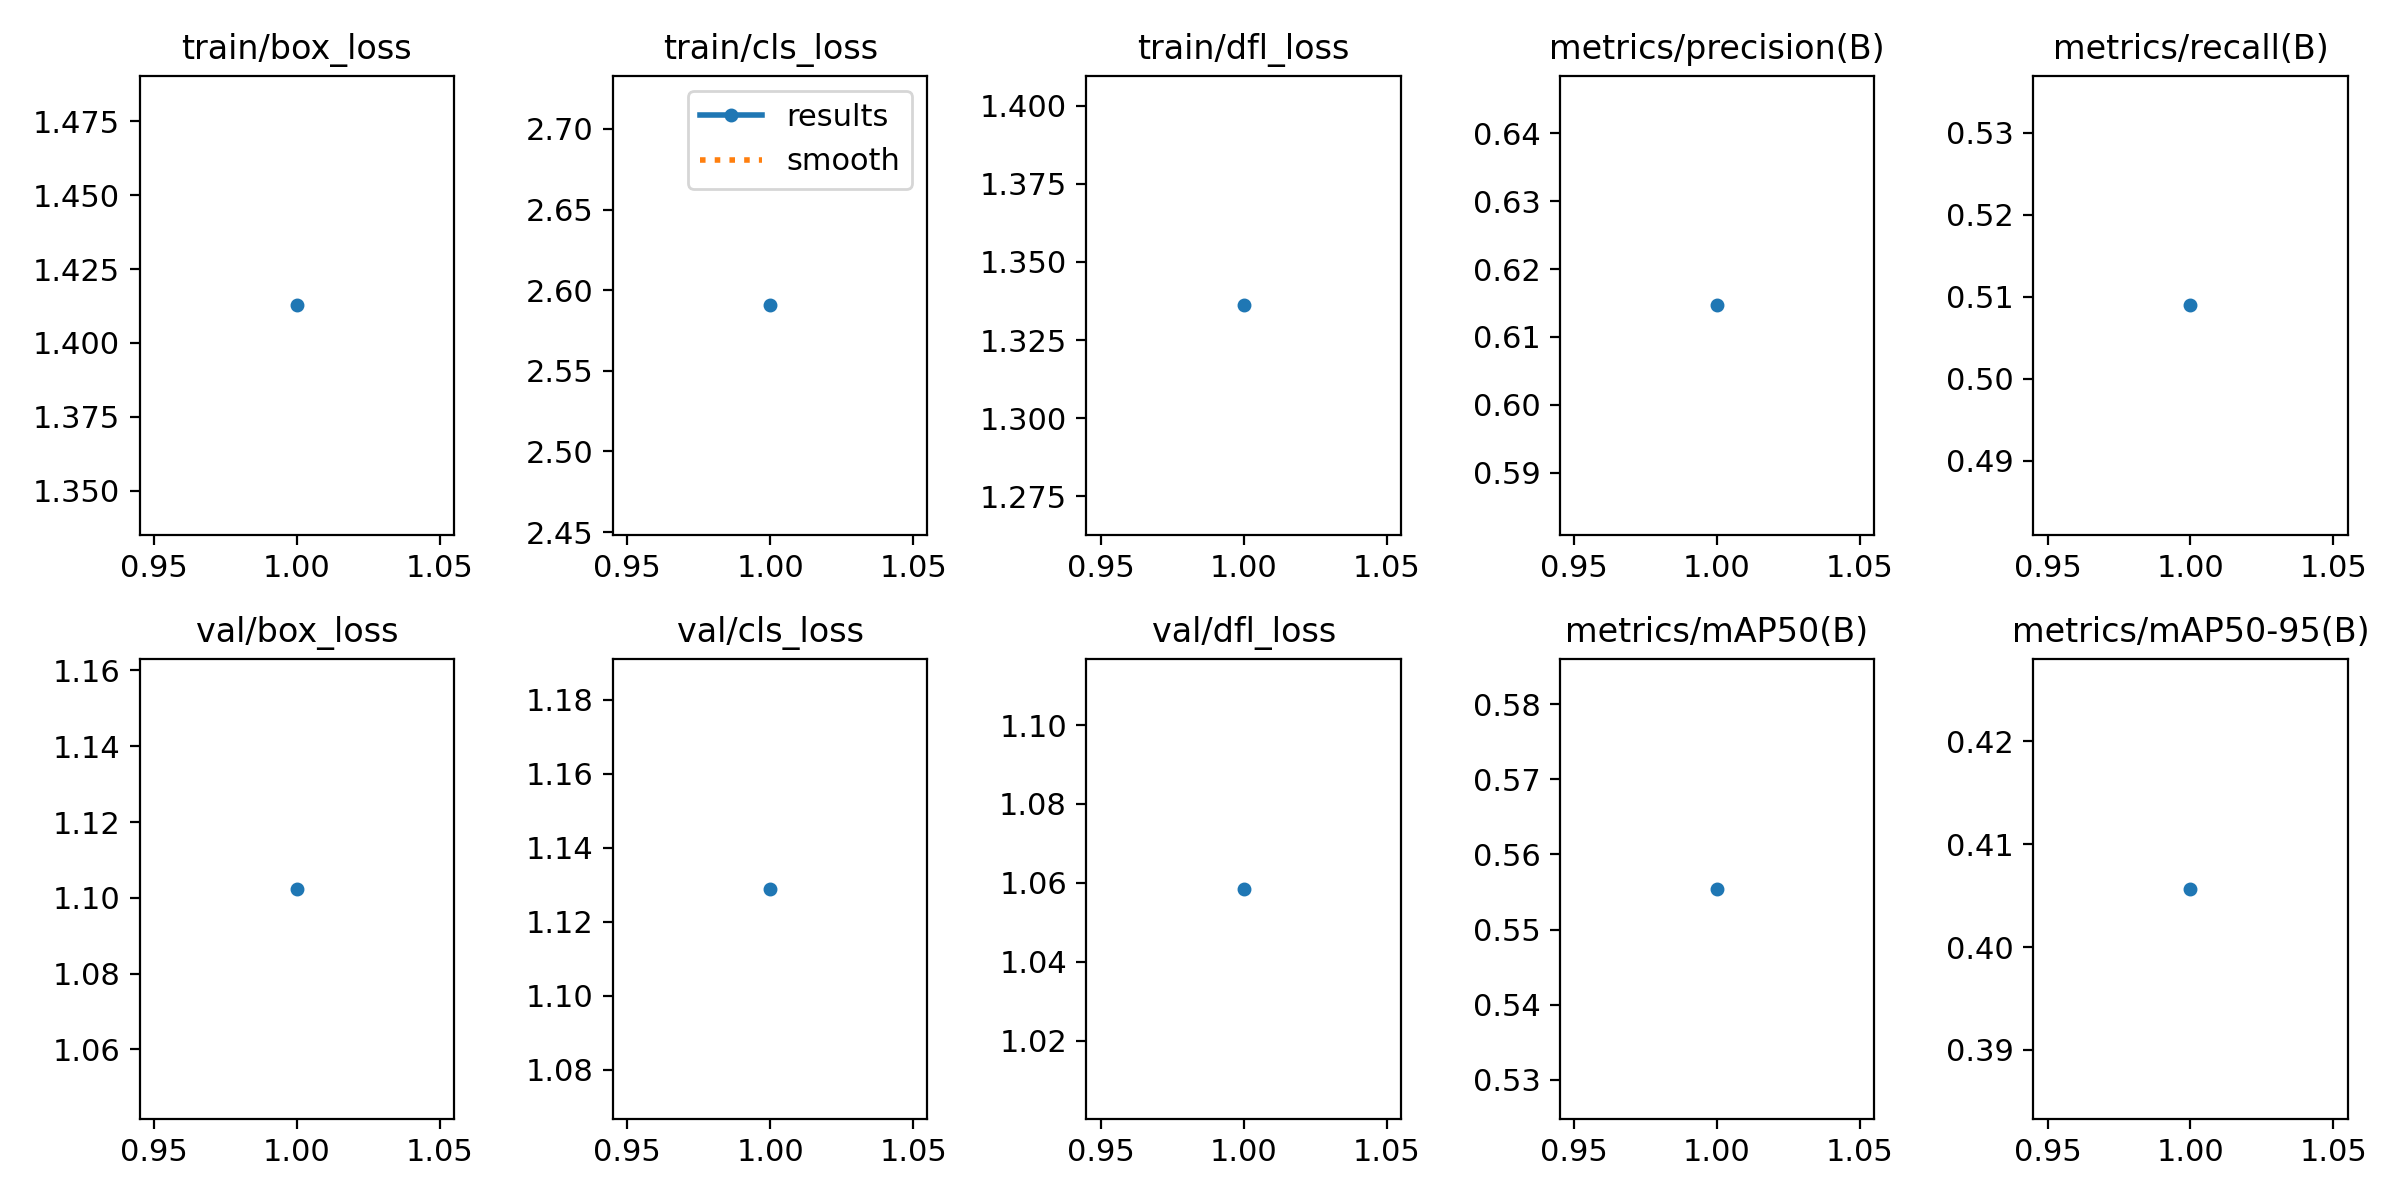 train/box_loss
1.475
1.450
1.425
1.400
1.375
1.350
0.95 1.00 1.05
train/cls_loss
results
smooth
2.70
2.65
2.60
2.55
2.50
2.45
0.95 1.00 1.05
train/dfl_loss
1.400
1.375
1.350
1.325
1.300
1.275
0.95 1.00 1.05
metrics/precision(B)
0.64
0.63
0.62
0.61
0.60
0.59
0.95 1.00 1.05
metrics/recall(B)
0.53
0.52
0.51
0.50
0.49
0.95 1.00 1.05
val/box_loss
1.16
1.14
1.12
1.10
1.08
1.06
0.95 1.00 1.05
val/cls_loss
1.18
1.16
1.14
1.12
1.10
1.08
0.95 1.00 1.05
val/dfl_loss
1.10
1.08
1.06
1.04
1.02
0.95 1.00 1.05
metrics/mAP50(B)
0.58
0.57
0.56
0.55
0.54
0.53
0.95 1.00 1.05
metrics/mAP50-95(B)
0.42
0.41
0.40
0.39
0.95 1.00 1.05